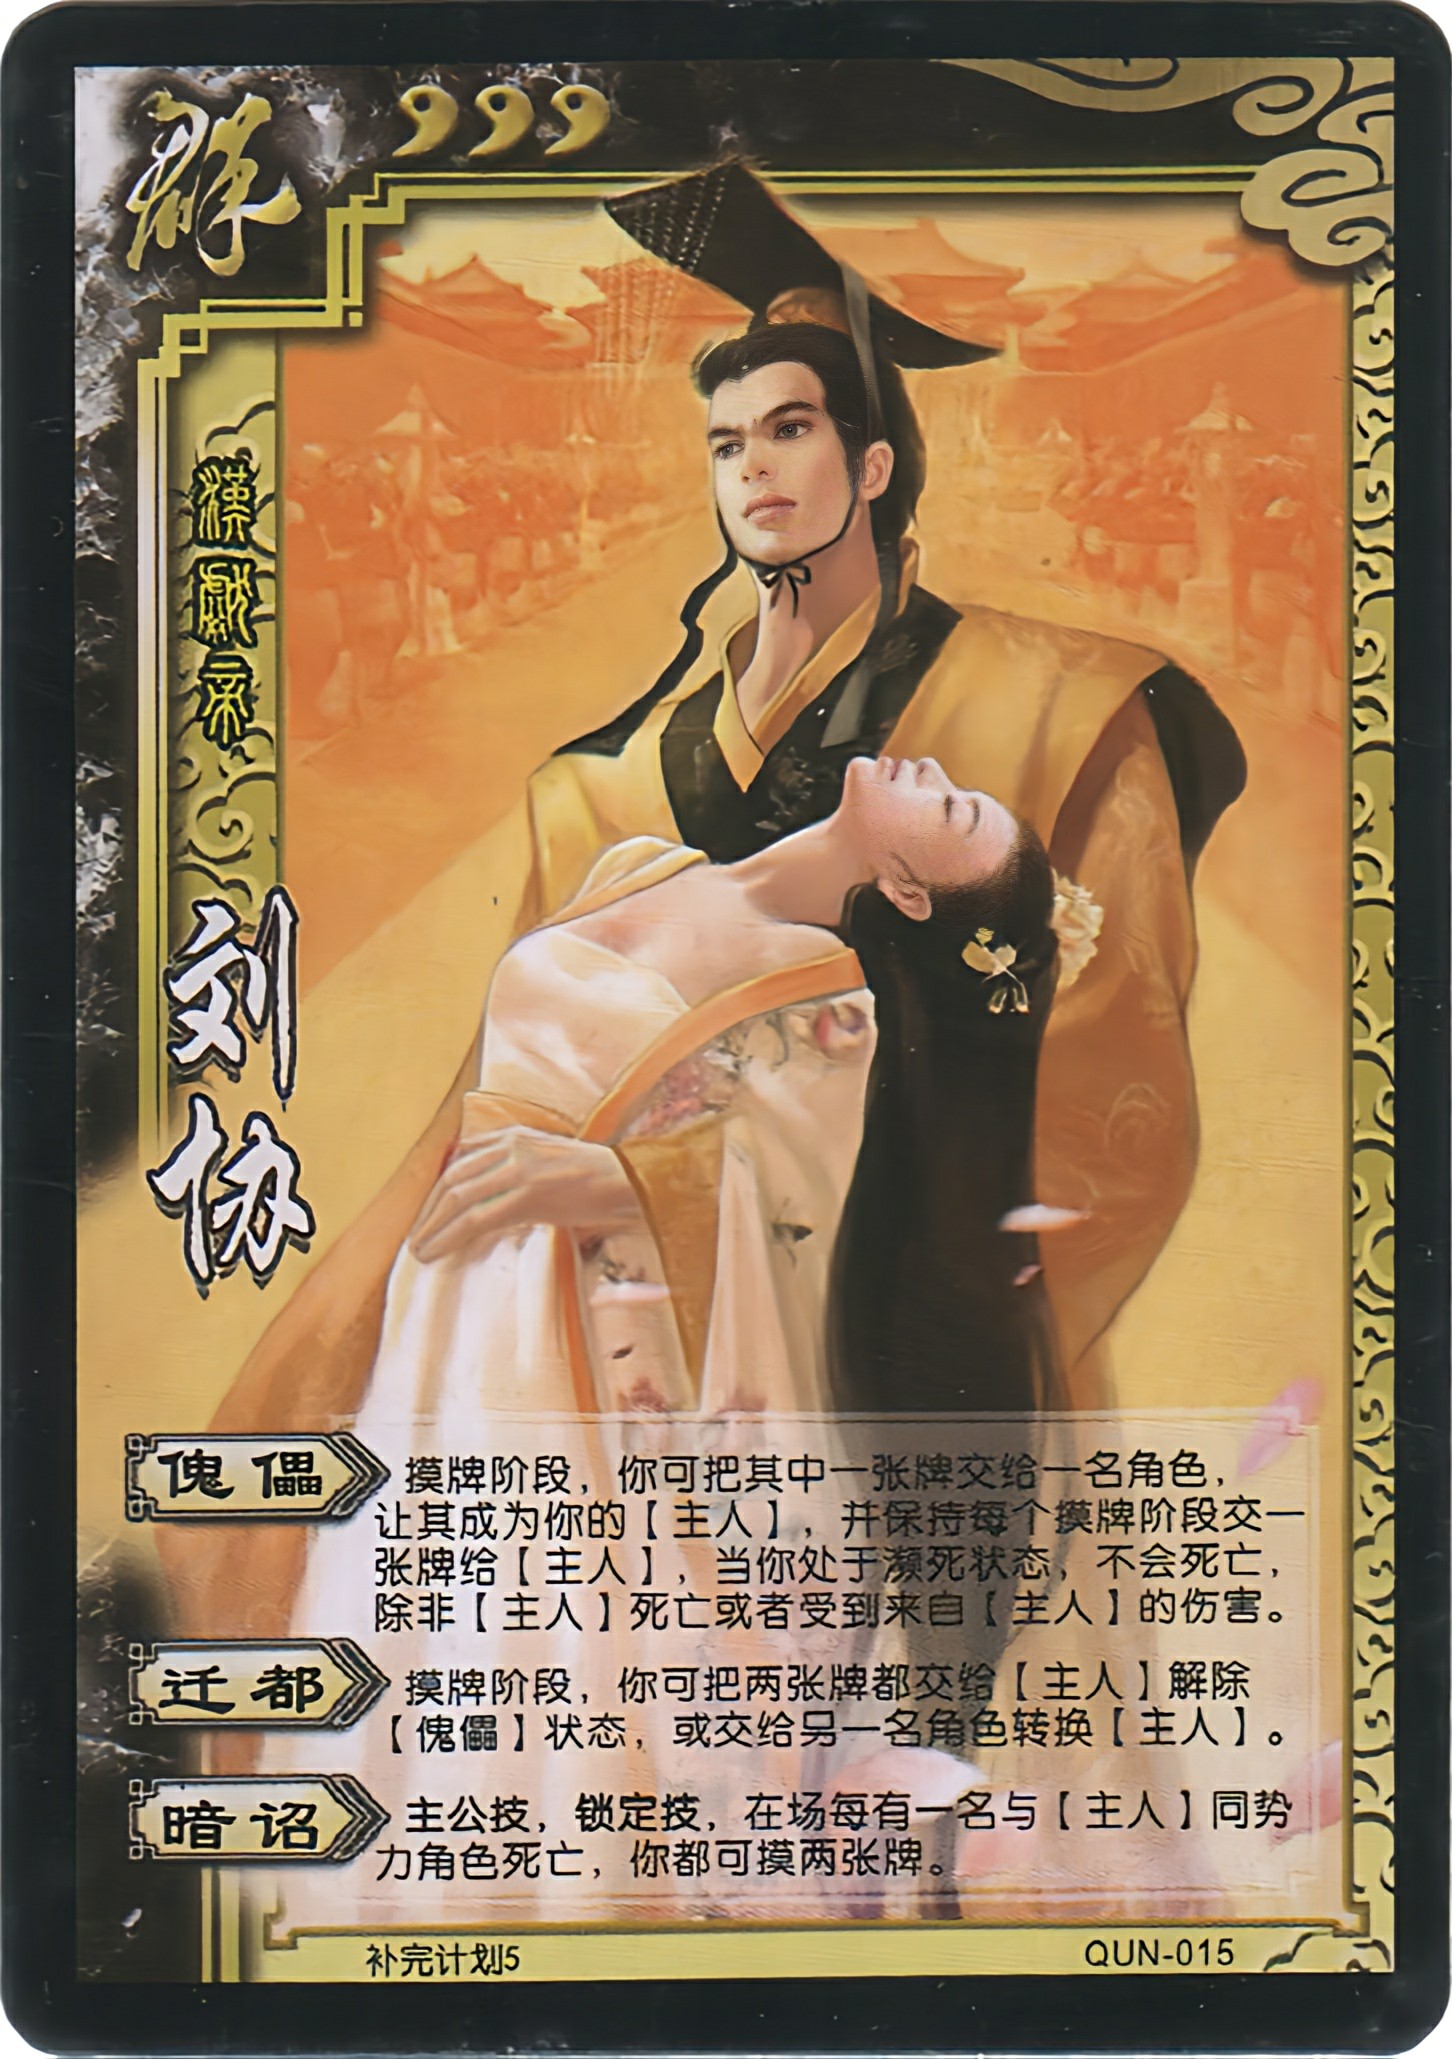 群
漢獻帝
刘协
傀儡
摸牌阶段，你可把其中一张牌交给一名角色，
让其成为你的【主人】，并保持每个摸牌阶段交一
张牌给【主人】，当你处于濒死状态，不会死亡，
除非【主人】死亡或者受到来自【主人】的伤害。
迁都
摸牌阶段，你可把两张牌都交给【主人】解除
【傀儡】状态，或交给另一名角色转换【主人】。
暗诏
主公技，锁定技，在场每有一名与【主人】同势
力角色死亡，你都可摸两张牌。
补完计划5
QUN-015